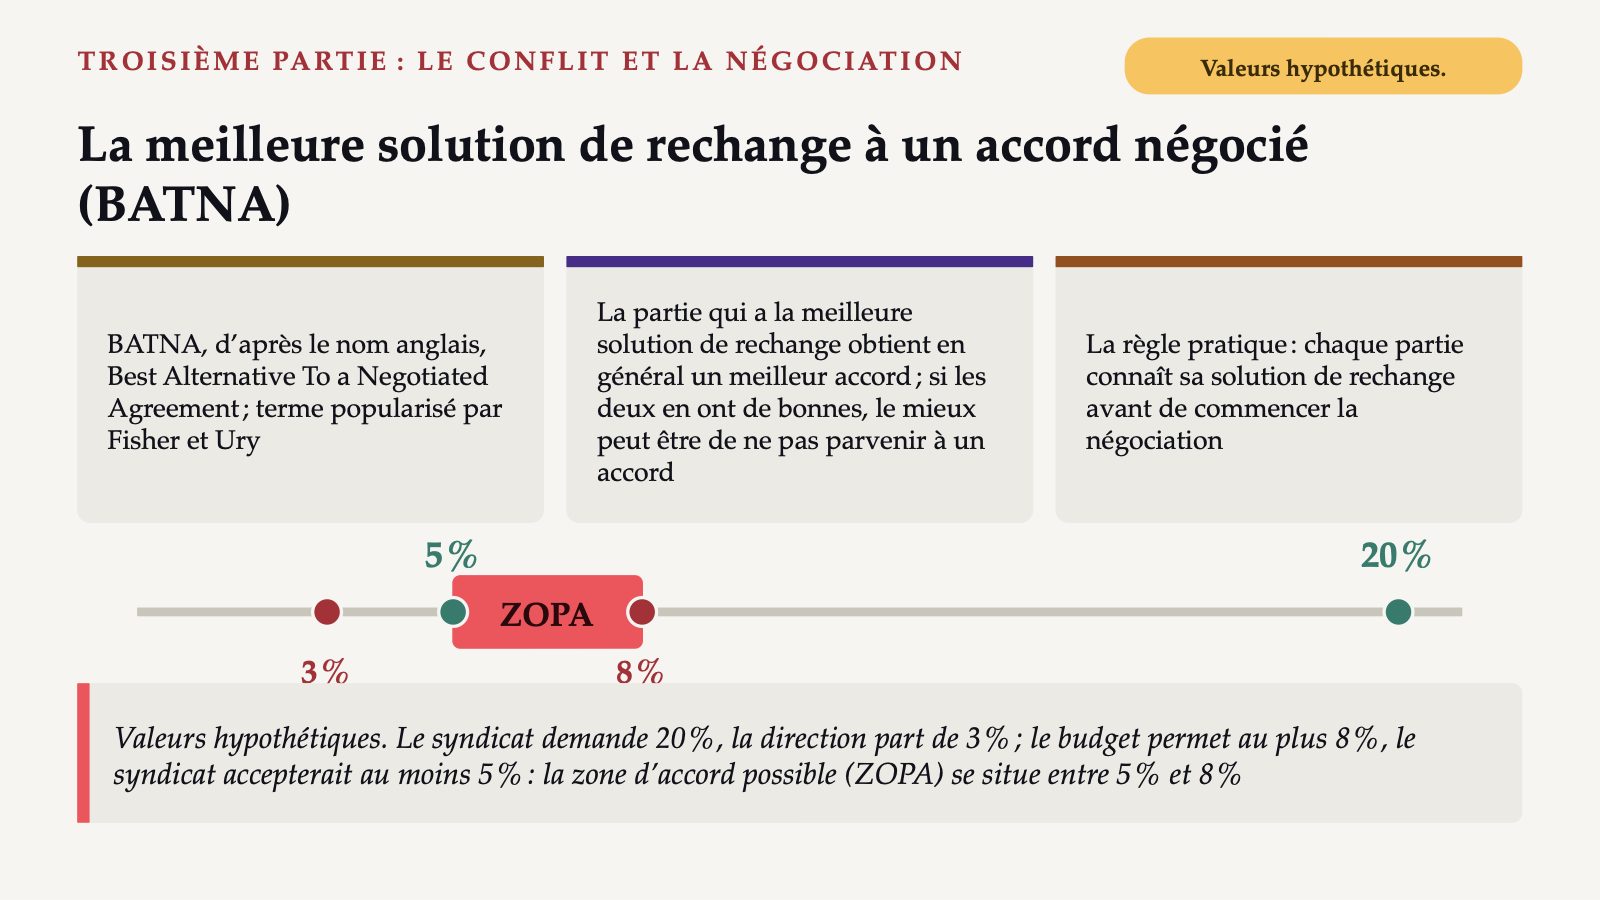 TROISIÈME PARTIE : LE CONFLIT ET LA NÉGOCIATION
Valeurs hypothétiques.
La meilleure solution de rechange à un accord négocié
(BATNA)
BATNA, d’après le nom anglais,
Best Alternative To a Negotiated
Agreement ; terme popularisé par
Fisher et Ury
La partie qui a la meilleure
solution de rechange obtient en
général un meilleur accord ; si les
deux en ont de bonnes, le mieux
peut être de ne pas parvenir à un
accord
La règle pratique : chaque partie
connaît sa solution de rechange
avant de commencer la
négociation
5 %
20 %
ZOPA
3 %
8 %
Valeurs hypothétiques. Le syndicat demande 20 %, la direction part de 3 % ; le budget permet au plus 8 %, le
syndicat accepterait au moins 5 % : la zone d’accord possible (ZOPA) se situe entre 5 % et 8 %